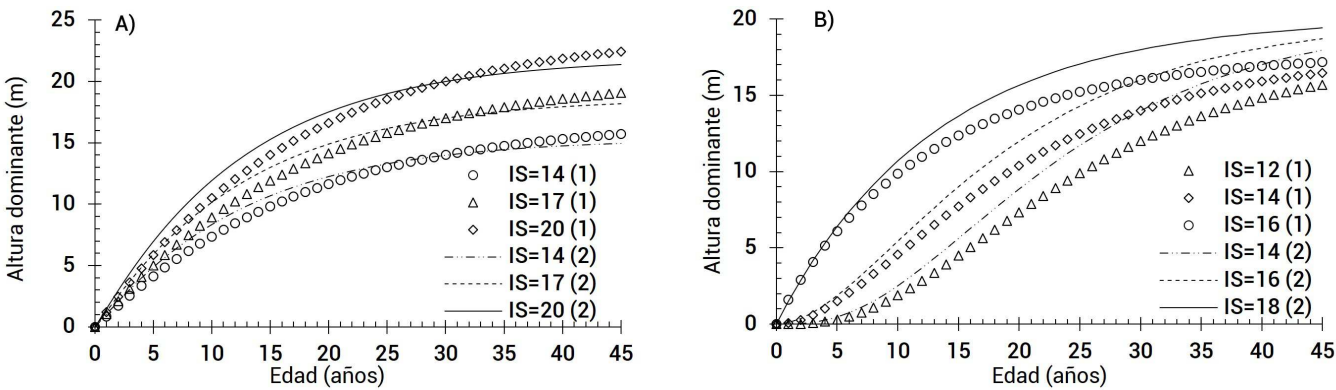 A)
Altura dominante (m)
25
20
15
10
5
0
0 5 10 15 20 25 30 35 40 45
Edad (años)
IS=14 (1)
IS=17 (1)
IS=20 (1)
IS=14 (2)
IS=17 (2)
IS=20 (2)
B)
Altura dominante (m)
20
15
10
5
0
0 5 10 15 20 25 30 35 40 45
Edad (años)
IS=12 (1)
IS=14 (1)
IS=16 (1)
IS=14 (2)
IS=16 (2)
IS=18 (2)